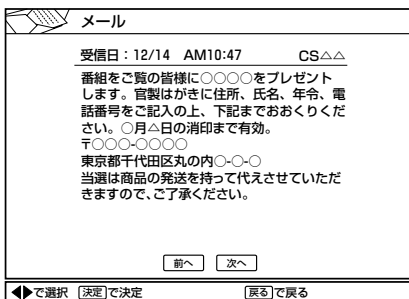 メール
受信日：12/14　AM10:47　CS△△
番組をご覧の皆様に○○○○をプレゼント
します。官製はがきに住所、氏名、年令、電
話番号をご記入の上、下記までおおくりくだ
さい。○月△日の消印まで有効。
〒○○○-○○○○
東京都千代田区丸の内○-○-○
当選は商品の発送を持って代えさせていただ
きますので、ご了承ください。
前へ　次へ
◀▶で選択　決定で決定　戻るで戻る